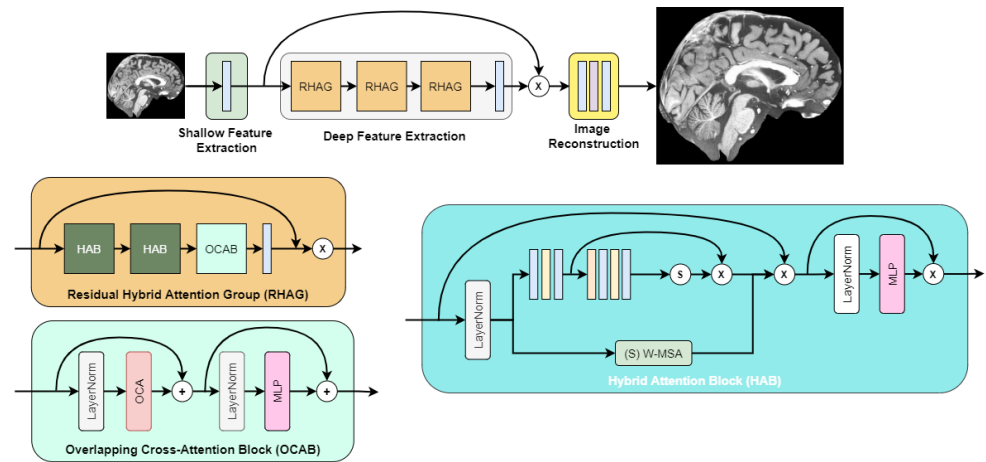 RHAG
RHAG
RHAG
X
Shallow Feature
Extraction
Deep Feature Extraction
Image
Reconstruction
HAB
HAB
OCAB
X
Residual Hybrid Attention Group (RHAG)
LayerNorm
OCA
+
LayerNorm
MLP
+
Overlapping Cross-Attention Block (OCAB)
LayerNorm
S
X
X
LayerNorm
MLP
X
(S) W-MSA
Hybrid Attention Block (HAB)